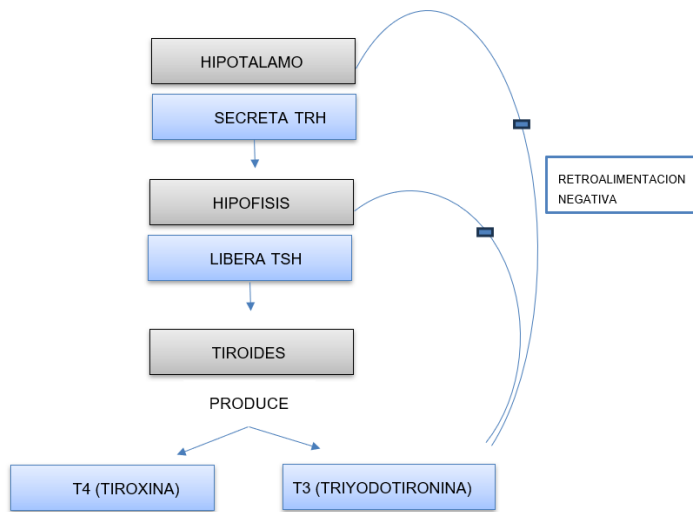 HIPOTALAMO
SECRETA TRH
HIPOFISIS
RETROALIMENTACION
NEGATIVA
LIBERA TSH
TIROIDES
PRODUCE
T4 (TIROXINA)
T3 (TRIYODOTIRONINA)